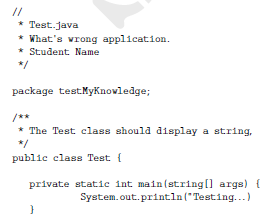 //
* Test.java
* What's wrong application.
* Student Name
*/
package testMyKnowledge;
/**
* The Test class should display a string,
*/
public class Test {
private static int main(string[] args) {
System.out.println("Testing...)
}